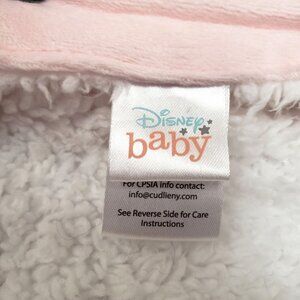 Disney
baby
For CPSIA info contact:
info@cudlieny.com
See Reverse Side for Care
Instructions